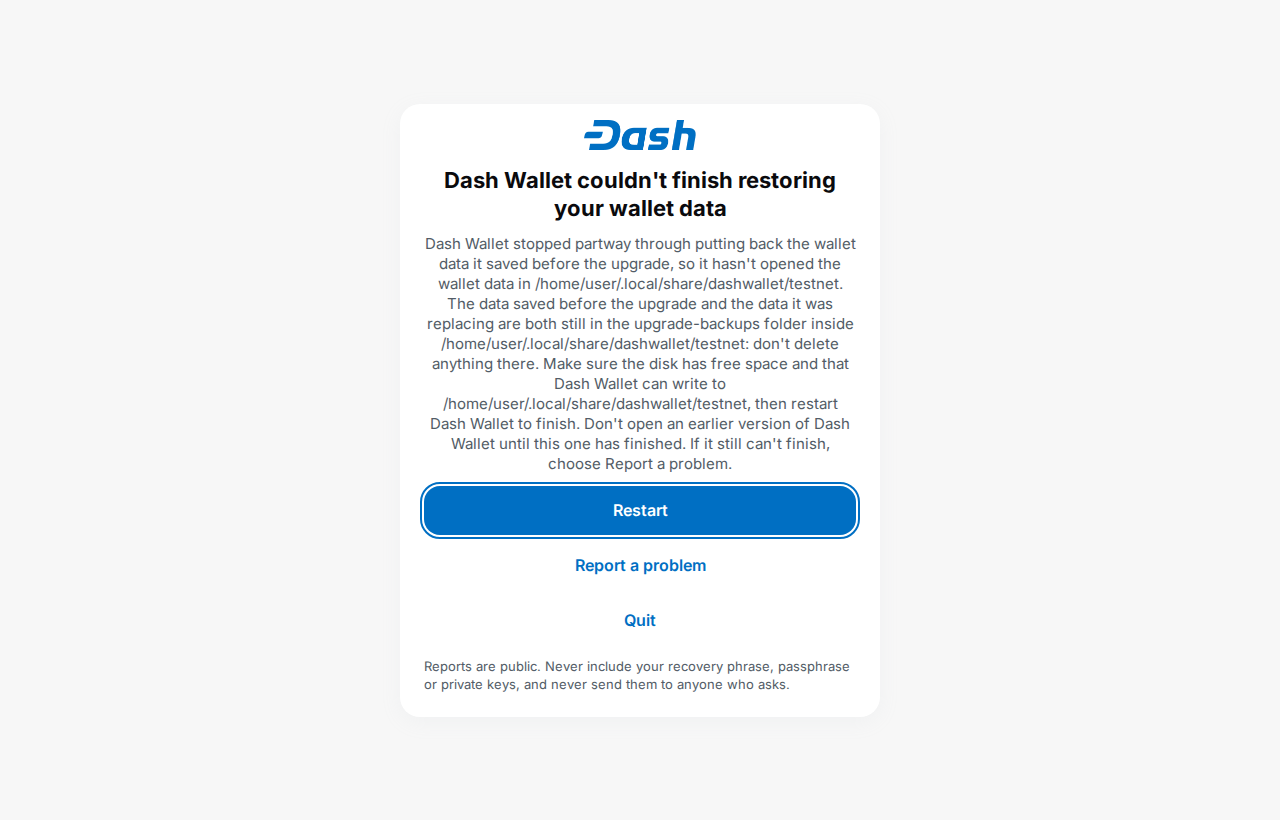 Dash
Dash Wallet couldn't finish restoring
your wallet data
Dash Wallet stopped partway through putting back the wallet
data it saved before the upgrade, so it hasn't opened the
wallet data in /home/user/.local/share/dashwallet/testnet.
The data saved before the upgrade and the data it was
replacing are both still in the upgrade-backups folder inside
/home/user/.local/share/dashwallet/testnet: don't delete
anything there. Make sure the disk has free space and that
Dash Wallet can write to
/home/user/.local/share/dashwallet/testnet, then restart
Dash Wallet to finish. Don't open an earlier version of Dash
Wallet until this one has finished. If it still can't finish,
choose Report a problem.
Restart
Report a problem
Quit
Reports are public. Never include your recovery phrase, passphrase
or private keys, and never send them to anyone who asks.